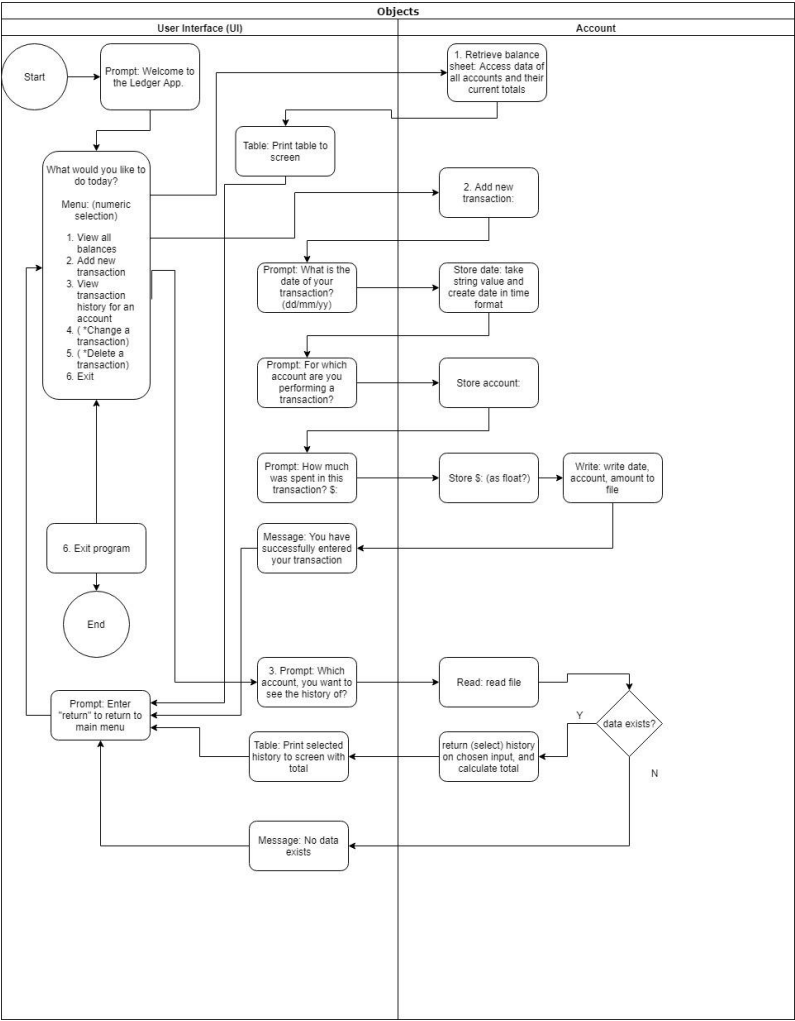 Objects
User Interface (UI)
Account
Start
Prompt: Welcome to
the Ledger App.
1. Retrieve balance
sheet: Access data of
all accounts and their
current totals
Table: Print table to
screen
What would you like to
do today?
Menu: (numeric
selection)
1. View all
balances
2. Add new
transaction
3. View
transaction
history for an
account
4. ( *Change a
transaction)
5. ( *Delete a
transaction)
6. Exit
2. Add new
transaction:
Prompt: What is the
date of your
transaction?
(dd/mm/yy)
Store date: take
string value and
create date in time
format
Prompt: For which
account are you
performing a
transaction?
Store account:
Prompt: How much
was spent in this
transaction? $:
Store $: (as float?)
Write: write date,
account, amount to
file
Message: You have
successfully entered
your transaction
6. Exit program
End
3. Prompt: Which
account, you want to
see the history of?
Read: read file
data exists?
Y
N
Prompt: Enter
"return" to return to
main menu
Table: Print selected
history to screen with
total
return (select) history
on chosen input, and
calculate total
Message: No data
exists